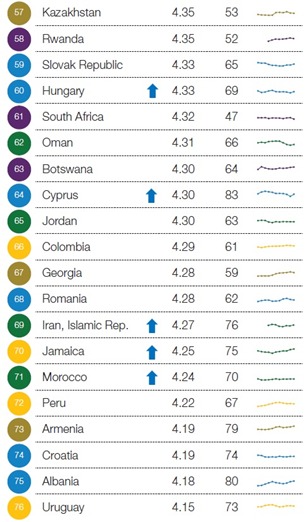 57 Kazakhstan 4.35 53
58 Rwanda 4.35 52
59 Slovak Republic 4.33 65
60 Hungary 4.33 69
61 South Africa 4.32 47
62 Oman 4.31 66
63 Botswana 4.30 64
64 Cyprus 4.30 83
65 Jordan 4.30 63
66 Colombia 4.29 61
67 Georgia 4.28 59
68 Romania 4.28 62
69 Iran, Islamic Rep. 4.27 76
70 Jamaica 4.25 75
71 Morocco 4.24 70
72 Peru 4.22 67
73 Armenia 4.19 79
74 Croatia 4.19 74
75 Albania 4.18 80
76 Uruguay 4.15 73